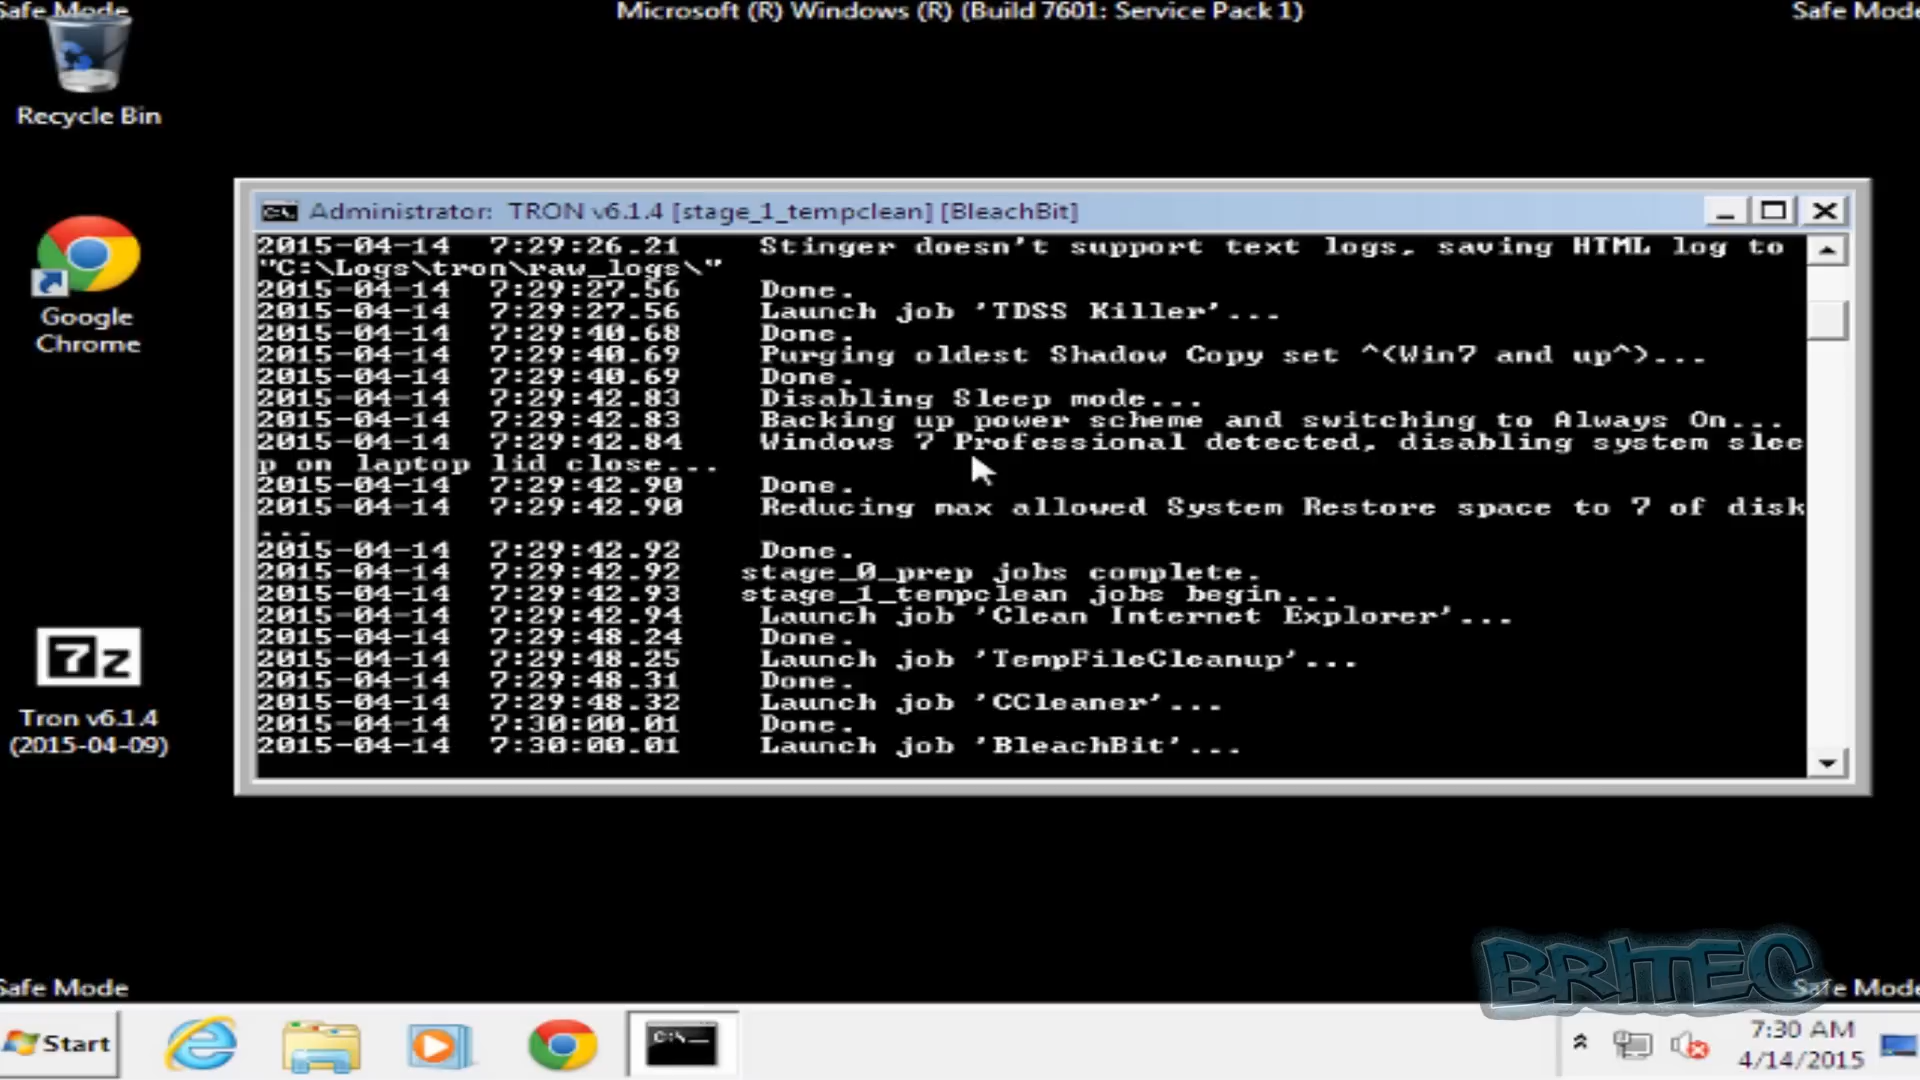 Safe Mode
Microsoft (R) Windows (R) (Build 7601: Service Pack 1)
Safe Mode
Recycle Bin
Google
Chrome
Tron v6.1.4
(2015-04-09)
Administrator:  TRON v6.1.4 [stage_1_tempclean] [BleachBit]
2015-04-14  7:29:26.21    Stinger doesn't support text logs, saving HTML log to
"C:\Logs\tron\raw_logs\"
2015-04-14  7:29:27.56    Done.
2015-04-14  7:29:27.56    Launch job 'TDSS Killer'...
2015-04-14  7:29:40.68    Done.
2015-04-14  7:29:40.69    Purging oldest Shadow Copy set ^(Win7 and up^)...
2015-04-14  7:29:40.69    Done.
2015-04-14  7:29:42.83    Disabling Sleep mode...
2015-04-14  7:29:42.83    Backing up power scheme and switching to Always On...
2015-04-14  7:29:42.84    Windows 7 Professional detected, disabling system slee
p on laptop lid close...
2015-04-14  7:29:42.90    Done.
2015-04-14  7:29:42.90    Reducing max allowed System Restore space to 7 of disk
...
2015-04-14  7:29:42.92    Done.
2015-04-14  7:29:42.92   stage_0_prep jobs complete.
2015-04-14  7:29:42.93   stage_1_tempclean jobs begin...
2015-04-14  7:29:42.94    Launch job 'Clean Internet Explorer'...
2015-04-14  7:29:48.24    Done.
2015-04-14  7:29:48.25    Launch job 'TempFileCleanup'...
2015-04-14  7:29:48.31    Done.
2015-04-14  7:29:48.32    Launch job 'CCleaner'...
2015-04-14  7:30:00.01    Done.
2015-04-14  7:30:00.01    Launch job 'BleachBit'...
7z
BRITEC
Safe Mode
Safe Mode
Start
C:\_
7:30 AM
4/14/2015